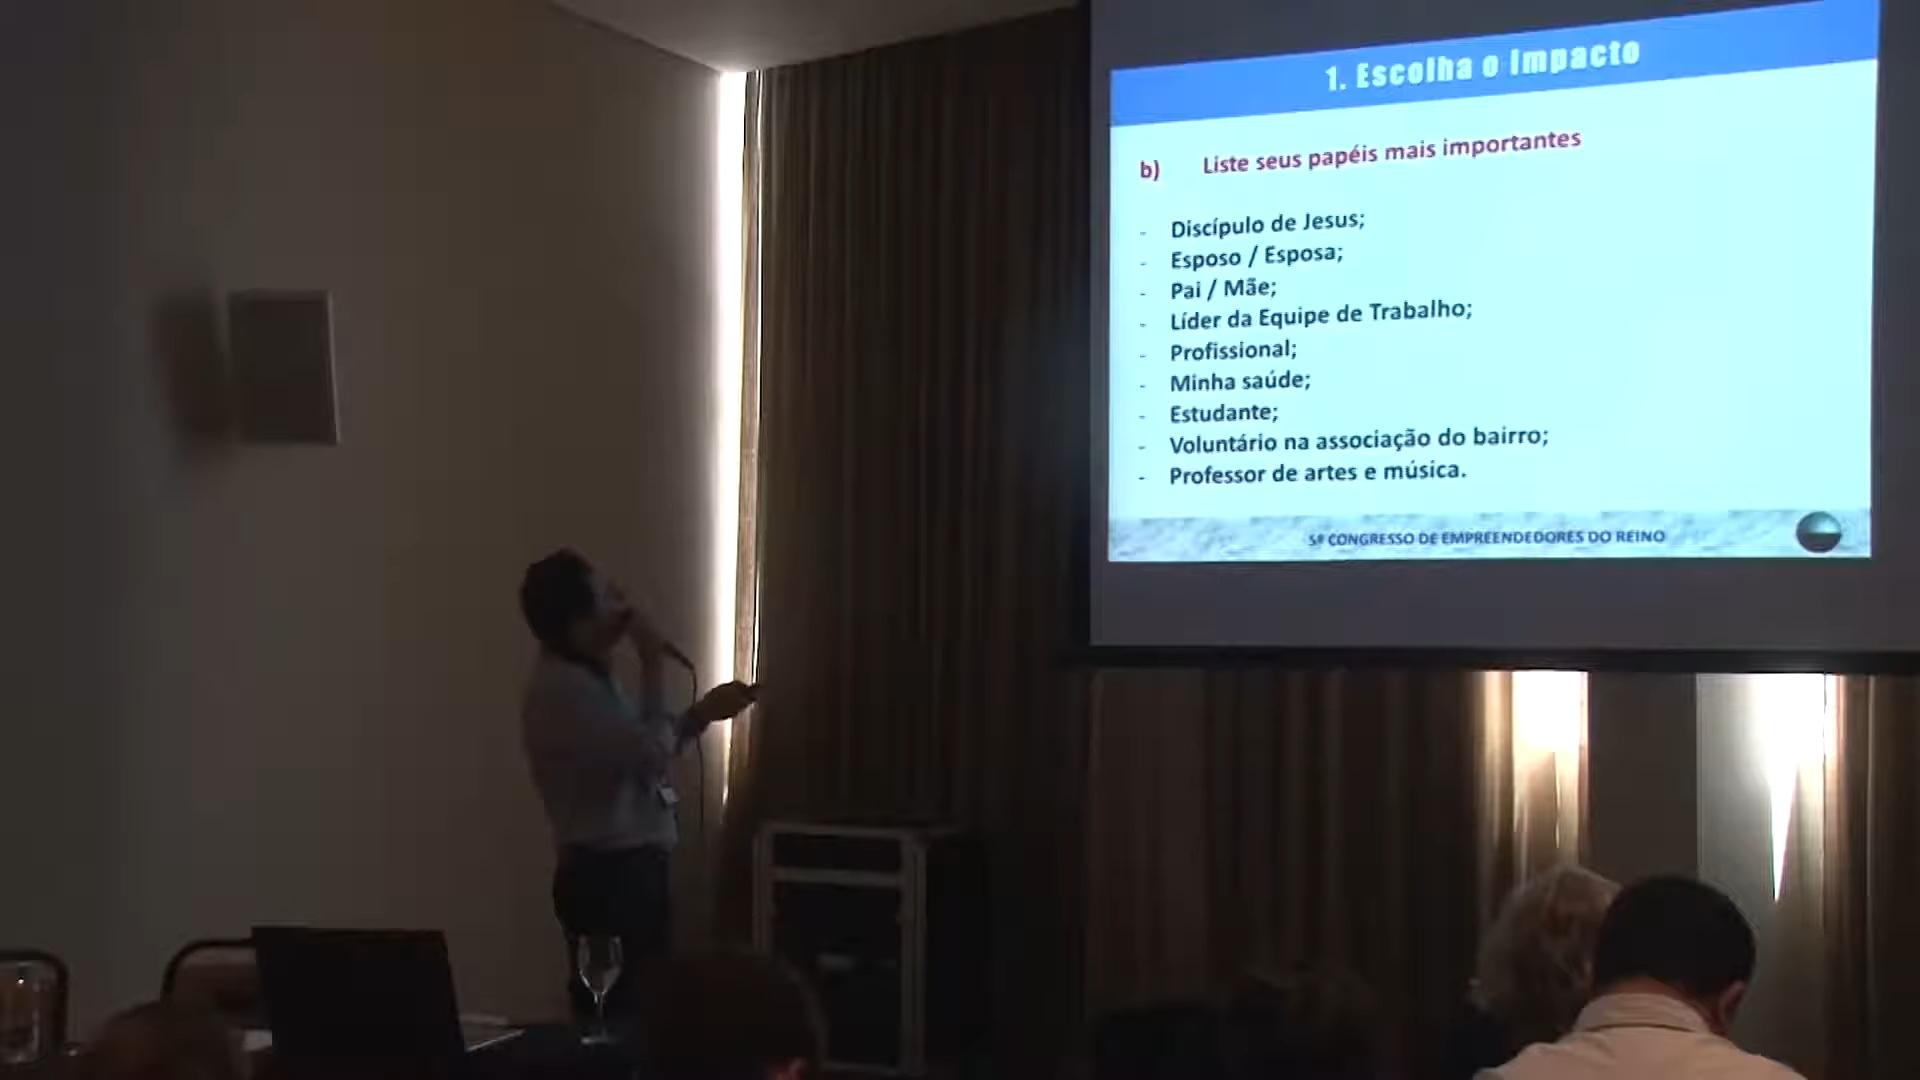 1. Escolha o Impacto
b) Liste seus papéis mais importantes
- Discípulo de Jesus;
- Esposo / Esposa;
- Pai / Mãe;
- Líder da Equipe de Trabalho;
- Profissional;
- Minha saúde;
- Estudante;
- Voluntário na associação do bairro;
- Professor de artes e música.
5º CONGRESSO DE EMPREENDEDORES DO REINO